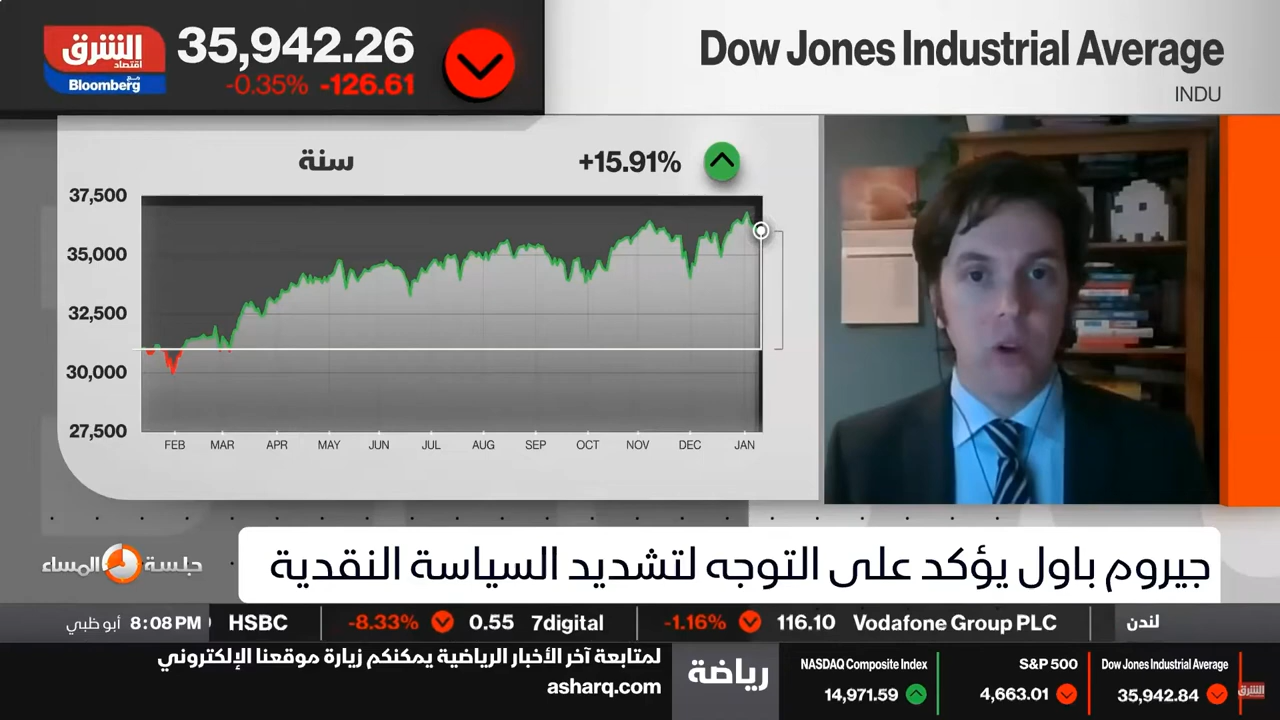 الشرق
اقتصاد
مع
Bloomberg
35,942.26
-0.35% -126.61
Dow Jones Industrial Average
INDU
سنة
+15.91%
37,500
35,000
32,500
30,000
27,500
FEB MAR APR MAY JUN JUL AUG SEP OCT NOV DEC JAN
جلسة المساء
جيروم باول يؤكد على التوجه لتشديد السياسة النقدية
أبو ظبي 8:08 PM
HSBC
-8.33% 0.55 7digital
-1.16% 116.10 Vodafone Group PLC
لندن
لمتابعة آخر الأخبار الرياضية يمكنكم زيارة موقعنا الإلكتروني
asharq.com
رياضة
NASDAQ Composite Index
14,971.59
S&P 500
4,663.01
Dow Jones Industrial Average
35,942.84
الشرق